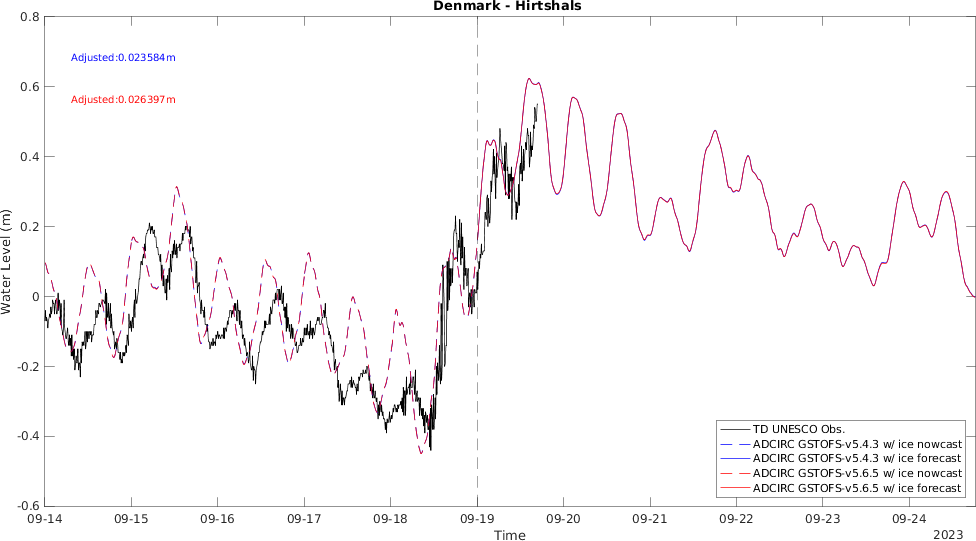 Denmark - Hirtshals
Adjusted:0.023584m
Adjusted:0.026397m
Water Level (m)
0.8
0.6
0.4
0.2
0
-0.2
-0.4
-0.6
TD UNESCO Obs.
ADCIRC GSTOFS-v5.4.3 w/ ice nowcast
ADCIRC GSTOFS-v5.4.3 w/ ice forecast
ADCIRC GSTOFS-v5.6.5 w/ ice nowcast
ADCIRC GSTOFS-v5.6.5 w/ ice forecast
09-14 09-15 09-16 09-17 09-18 09-19 09-20 09-21 09-22 09-23 09-24
Time
2023